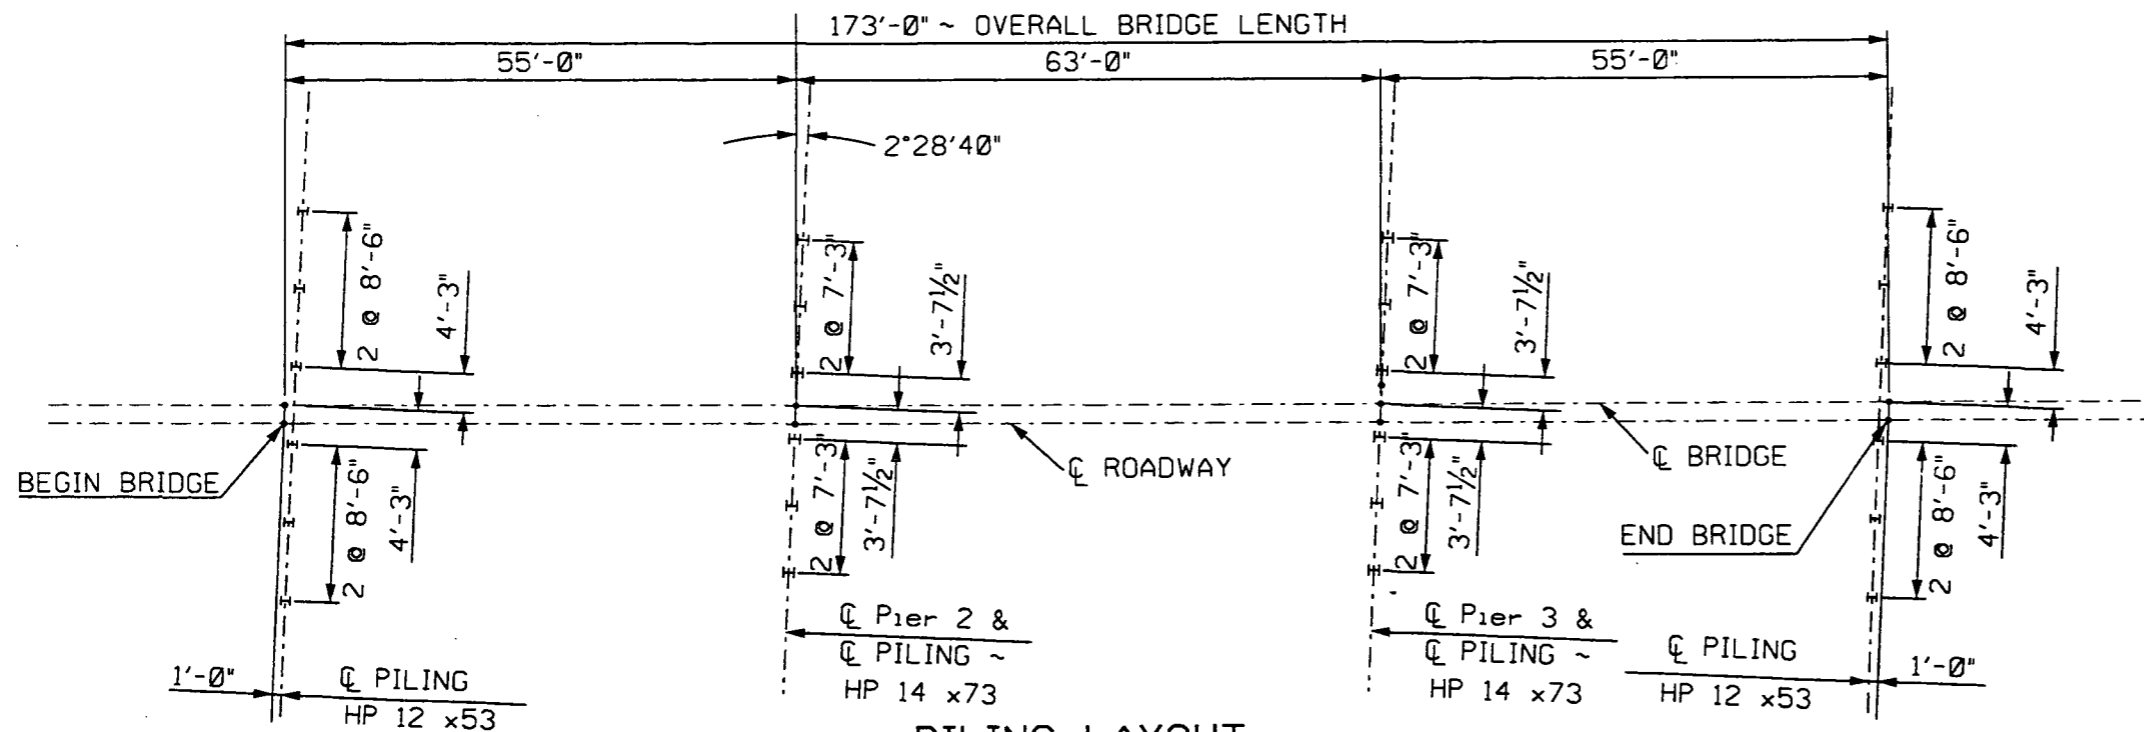 173'-0" ~ OVERALL BRIDGE LENGTH
55'-0"
63'-0"
55'-0"
2°28'40"
2 @ 8'-6"
4'-3"
2 @ 7'-3"
3'-7½"
2 @ 7'-3"
3'-7½"
2 @ 8'-6"
4'-3"
BEGIN BRIDGE
2 @ 8'-6"
4'-3"
2 @ 7'-3"
3'-7½"
℄ ROADWAY
2 @ 7'-3"
3'-7½"
℄ BRIDGE
END BRIDGE
2 @ 8'-6"
4'-3"
1'-0"
℄ PILING
HP 12 x53
℄ Pier 2 &
℄ PILING ~
HP 14 x73
℄ Pier 3 &
℄ PILING ~
HP 14 x73
℄ PILING
HP 12 x53
1'-0"
PILING LAYOUT